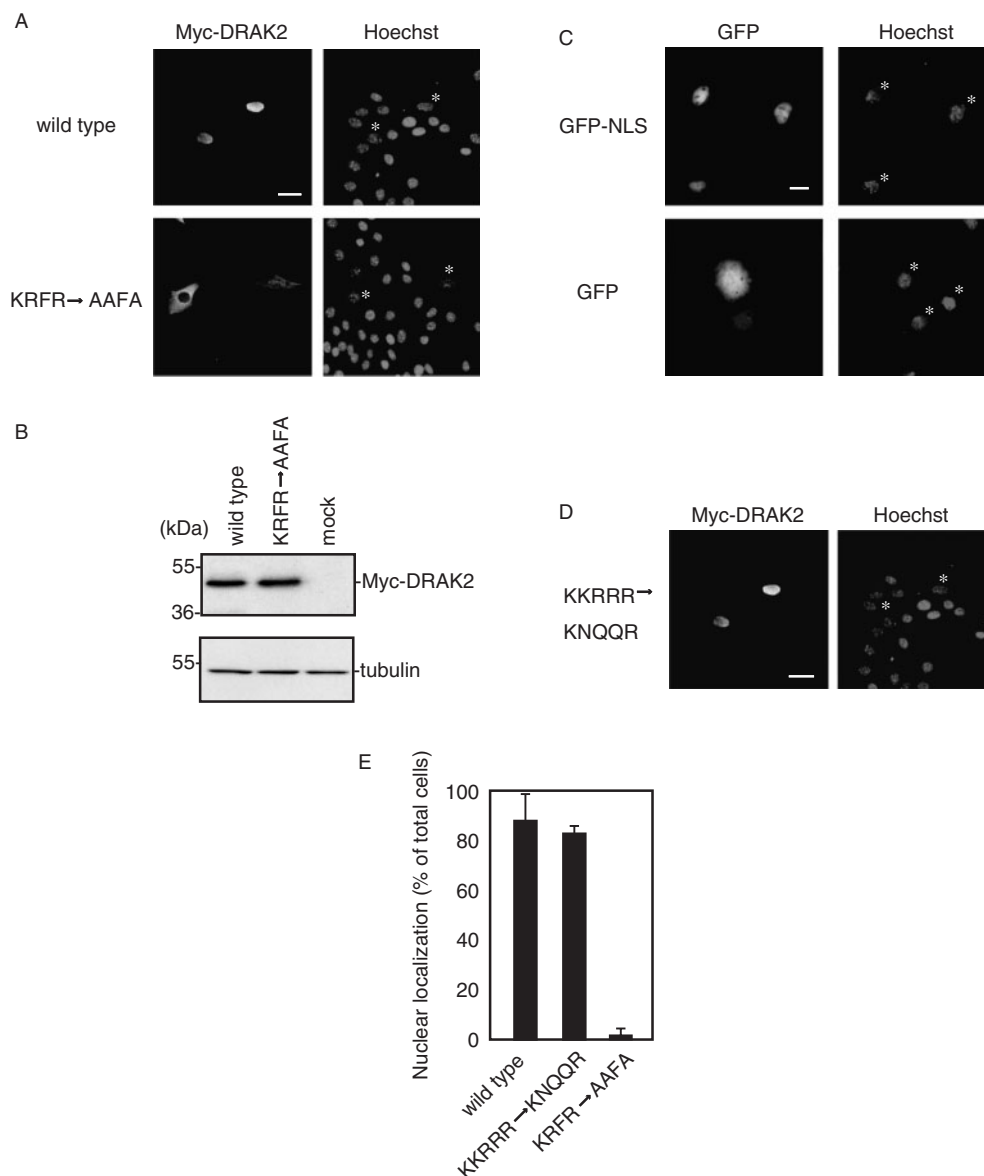 A
Myc-DRAK2 Hoechst
wild type
*
*
KRFR→AAFA
*
*
B
wild type
KRFR→AAFA
mock
(kDa)
55-
36-
-Myc-DRAK2
55-
-tubulin
C
GFP Hoechst
GFP-NLS
*
*
*
GFP
*
*
*
D
Myc-DRAK2 Hoechst
KKRRR→
KNQQR
*
*
E
Nuclear localization (% of total cells)
100
80
60
40
20
0
wild type
KKRRR→KNQQR
KRFR→AAFA